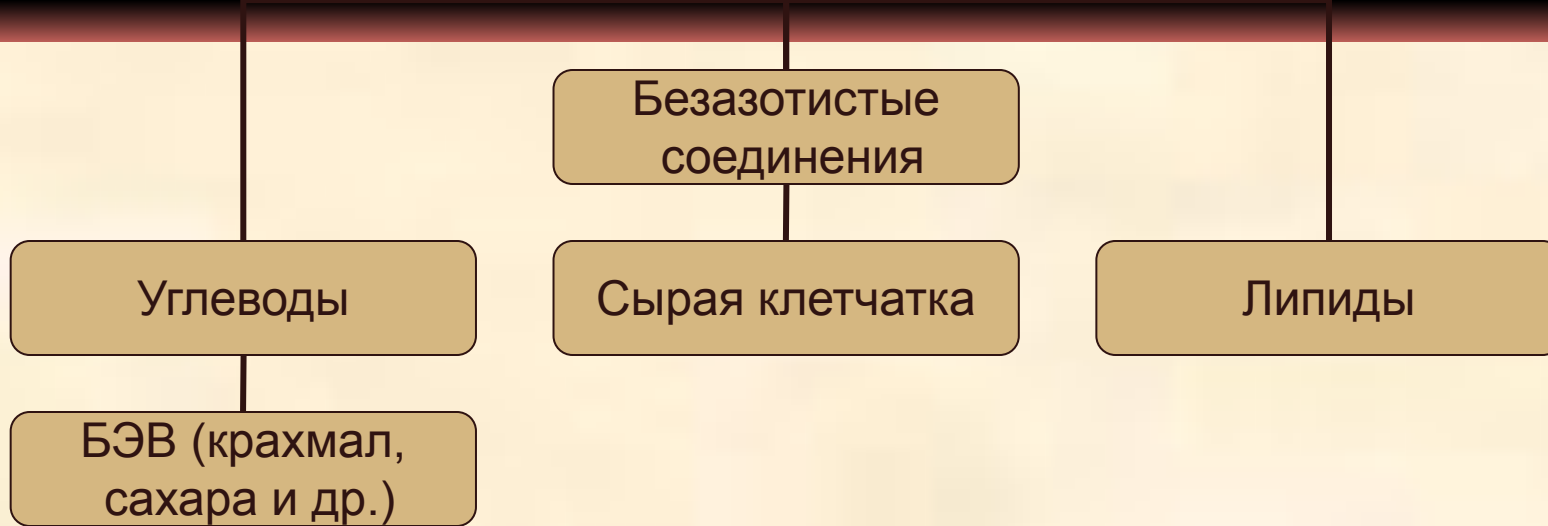 Безазотистые
соединения
Углеводы
Сырая клетчатка
Липиды
БЭВ (крахмал,
сахара и др.)